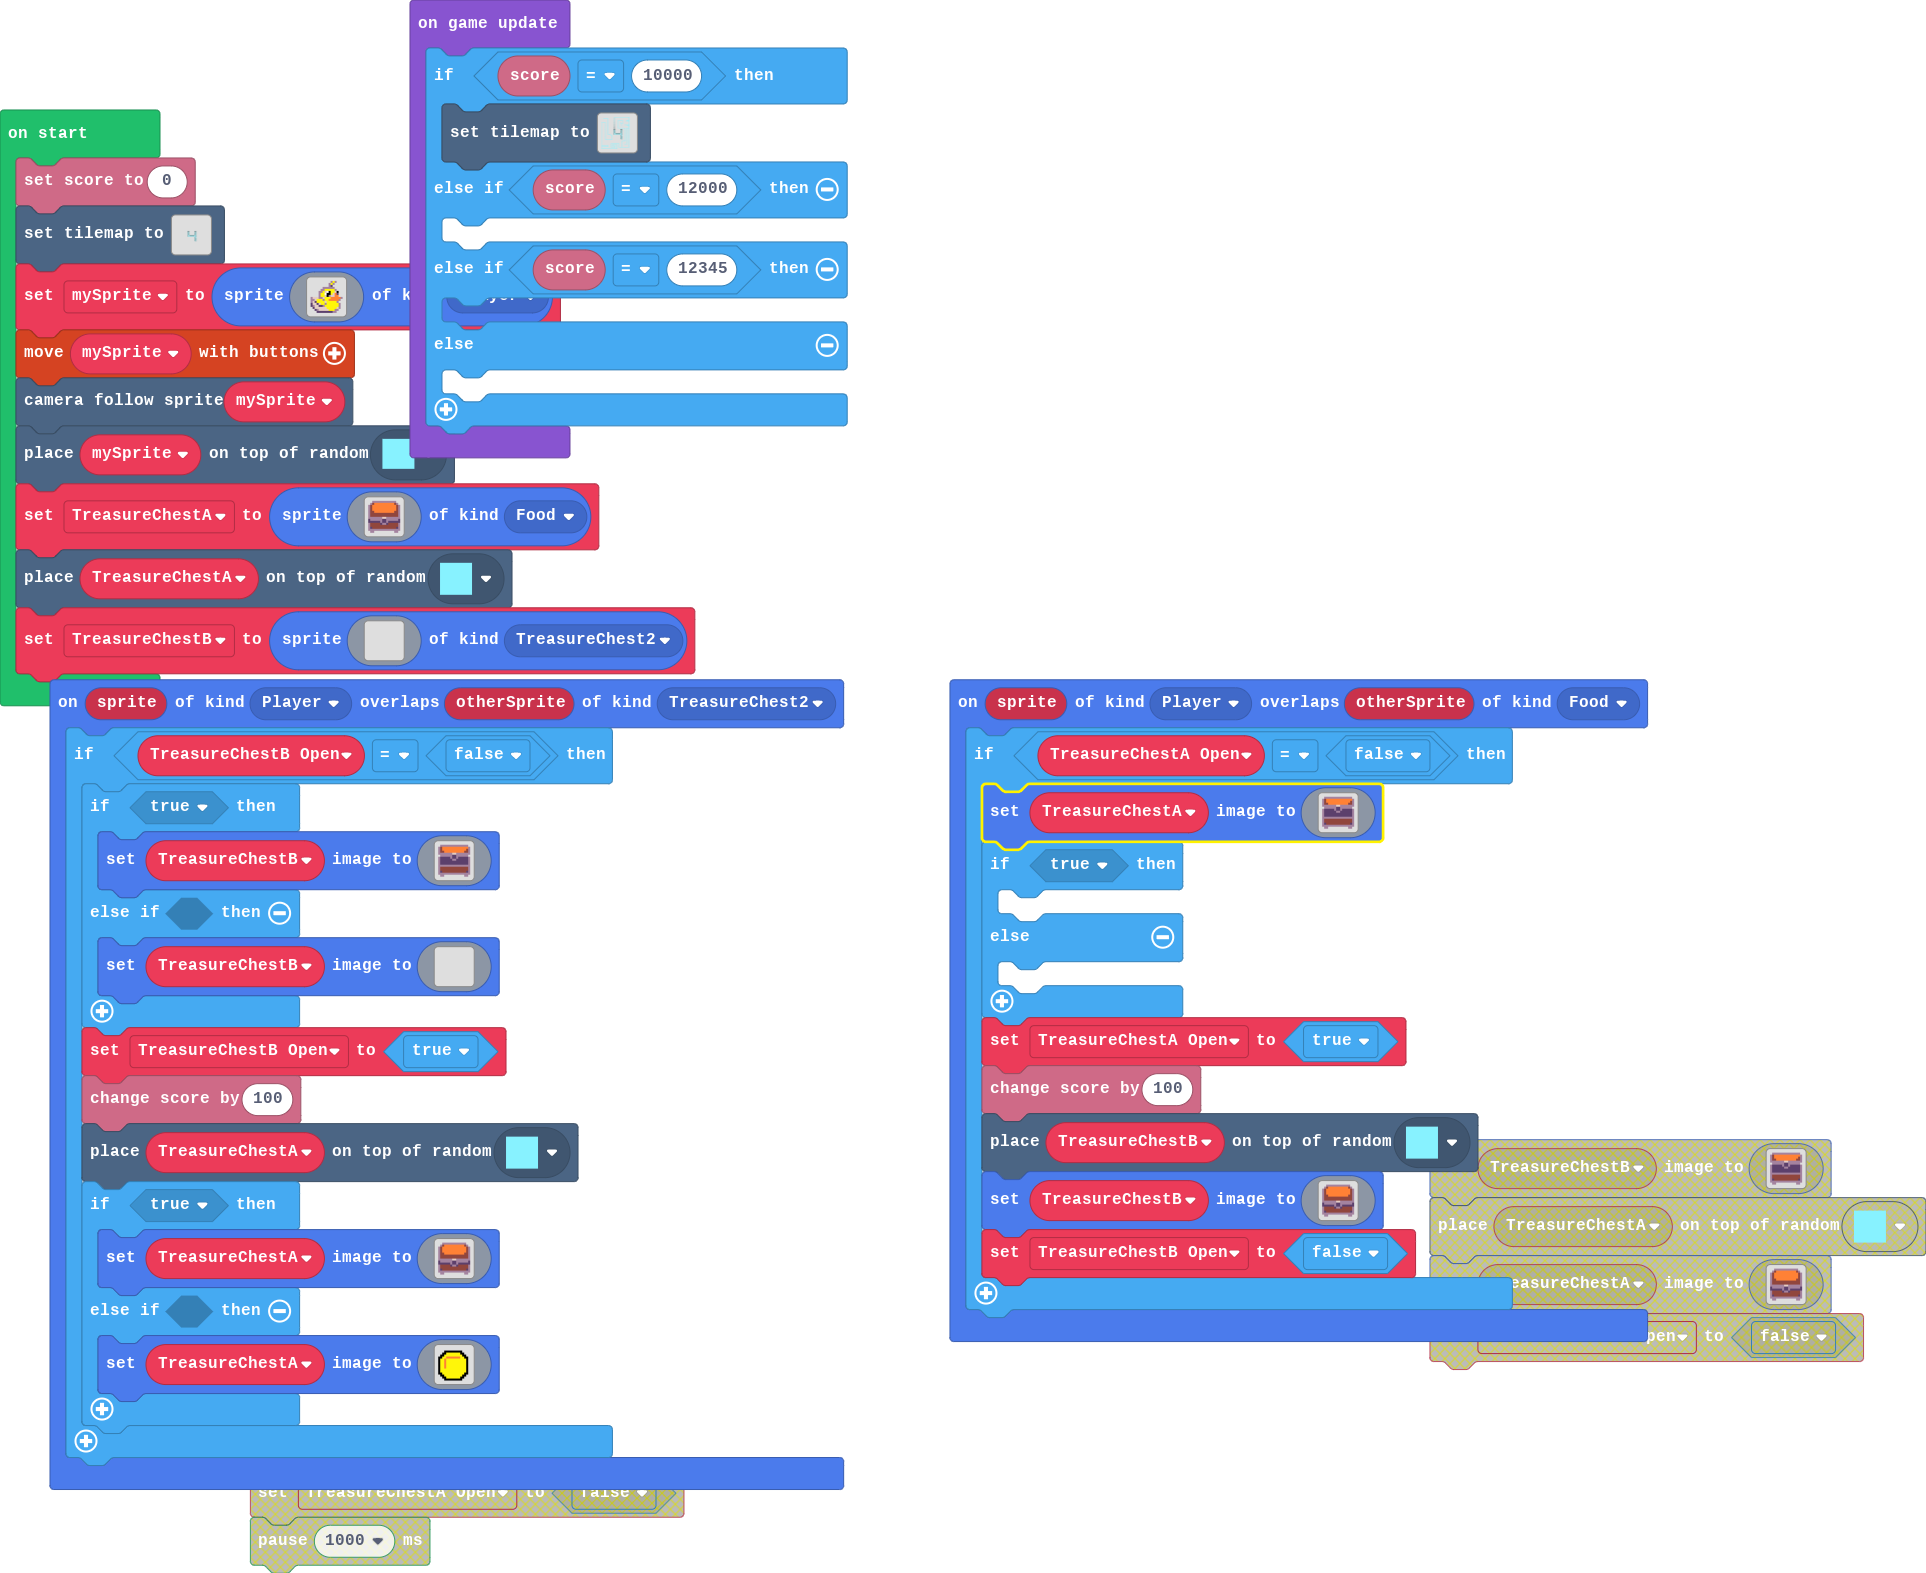 on start
set score to 0
set tilemap to
set mySprite to sprite of k
move mySprite with buttons
camera follow sprite mySprite
place mySprite on top of random
set TreasureChestA to sprite of kind Food
place TreasureChestA on top of random
set TreasureChestB to sprite of kind TreasureChest2
on game update
if score = 10000 then
set tilemap to
else if score = 12000 then
else if score = 12345 then
else
on sprite of kind Player overlaps otherSprite of kind TreasureChest2
if TreasureChestB Open = false then
if true then
set TreasureChestB image to
else if then
set TreasureChestB image to
set TreasureChestB Open to true
change score by 100
place TreasureChestA on top of random
if true then
set TreasureChestA image to
else if then
set TreasureChestA image to
set TreasureChestA Open to false
pause 1000 ms
on sprite of kind Player overlaps otherSprite of kind Food
if TreasureChestA Open = false then
set TreasureChestA image to
if true then
else
set TreasureChestA Open to true
change score by 100
place TreasureChestB on top of random
set TreasureChestB image to
set TreasureChestB Open to false
TreasureChestB image to
place TreasureChestA on top of random
easureChestA image to
pen to false